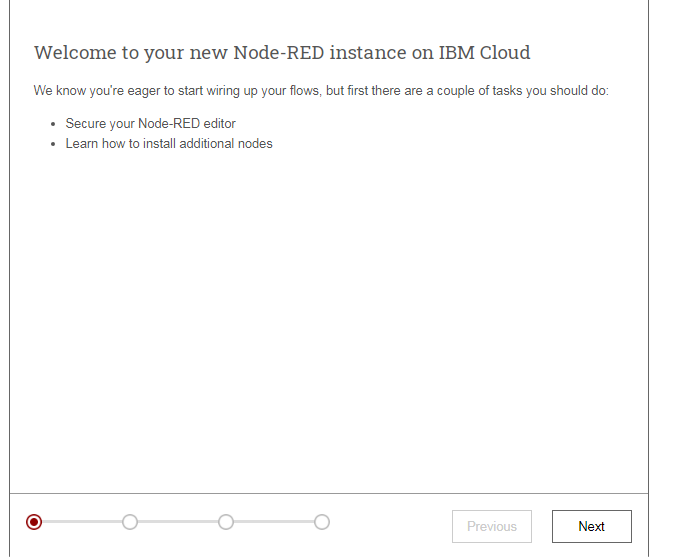 Welcome to your new Node-RED instance on IBM Cloud
We know you're eager to start wiring up your flows, but first there are a couple of tasks you should do:
• Secure your Node-RED editor
• Learn how to install additional nodes
Previous
Next